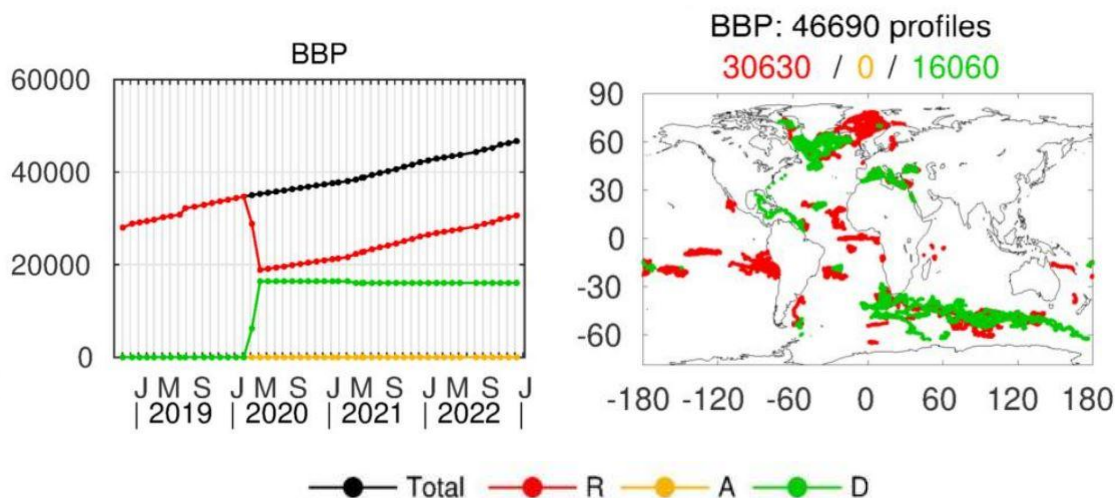 BBP
60000
40000
20000
0
J M S J M S J M S J M S J
| 2019 | 2020 | 2021 | 2022 |
BBP: 46690 profiles
30630 / 0 / 16060
90
60
30
0
-30
-60
-180 -120 -60 0 60 120 180
Total R A D